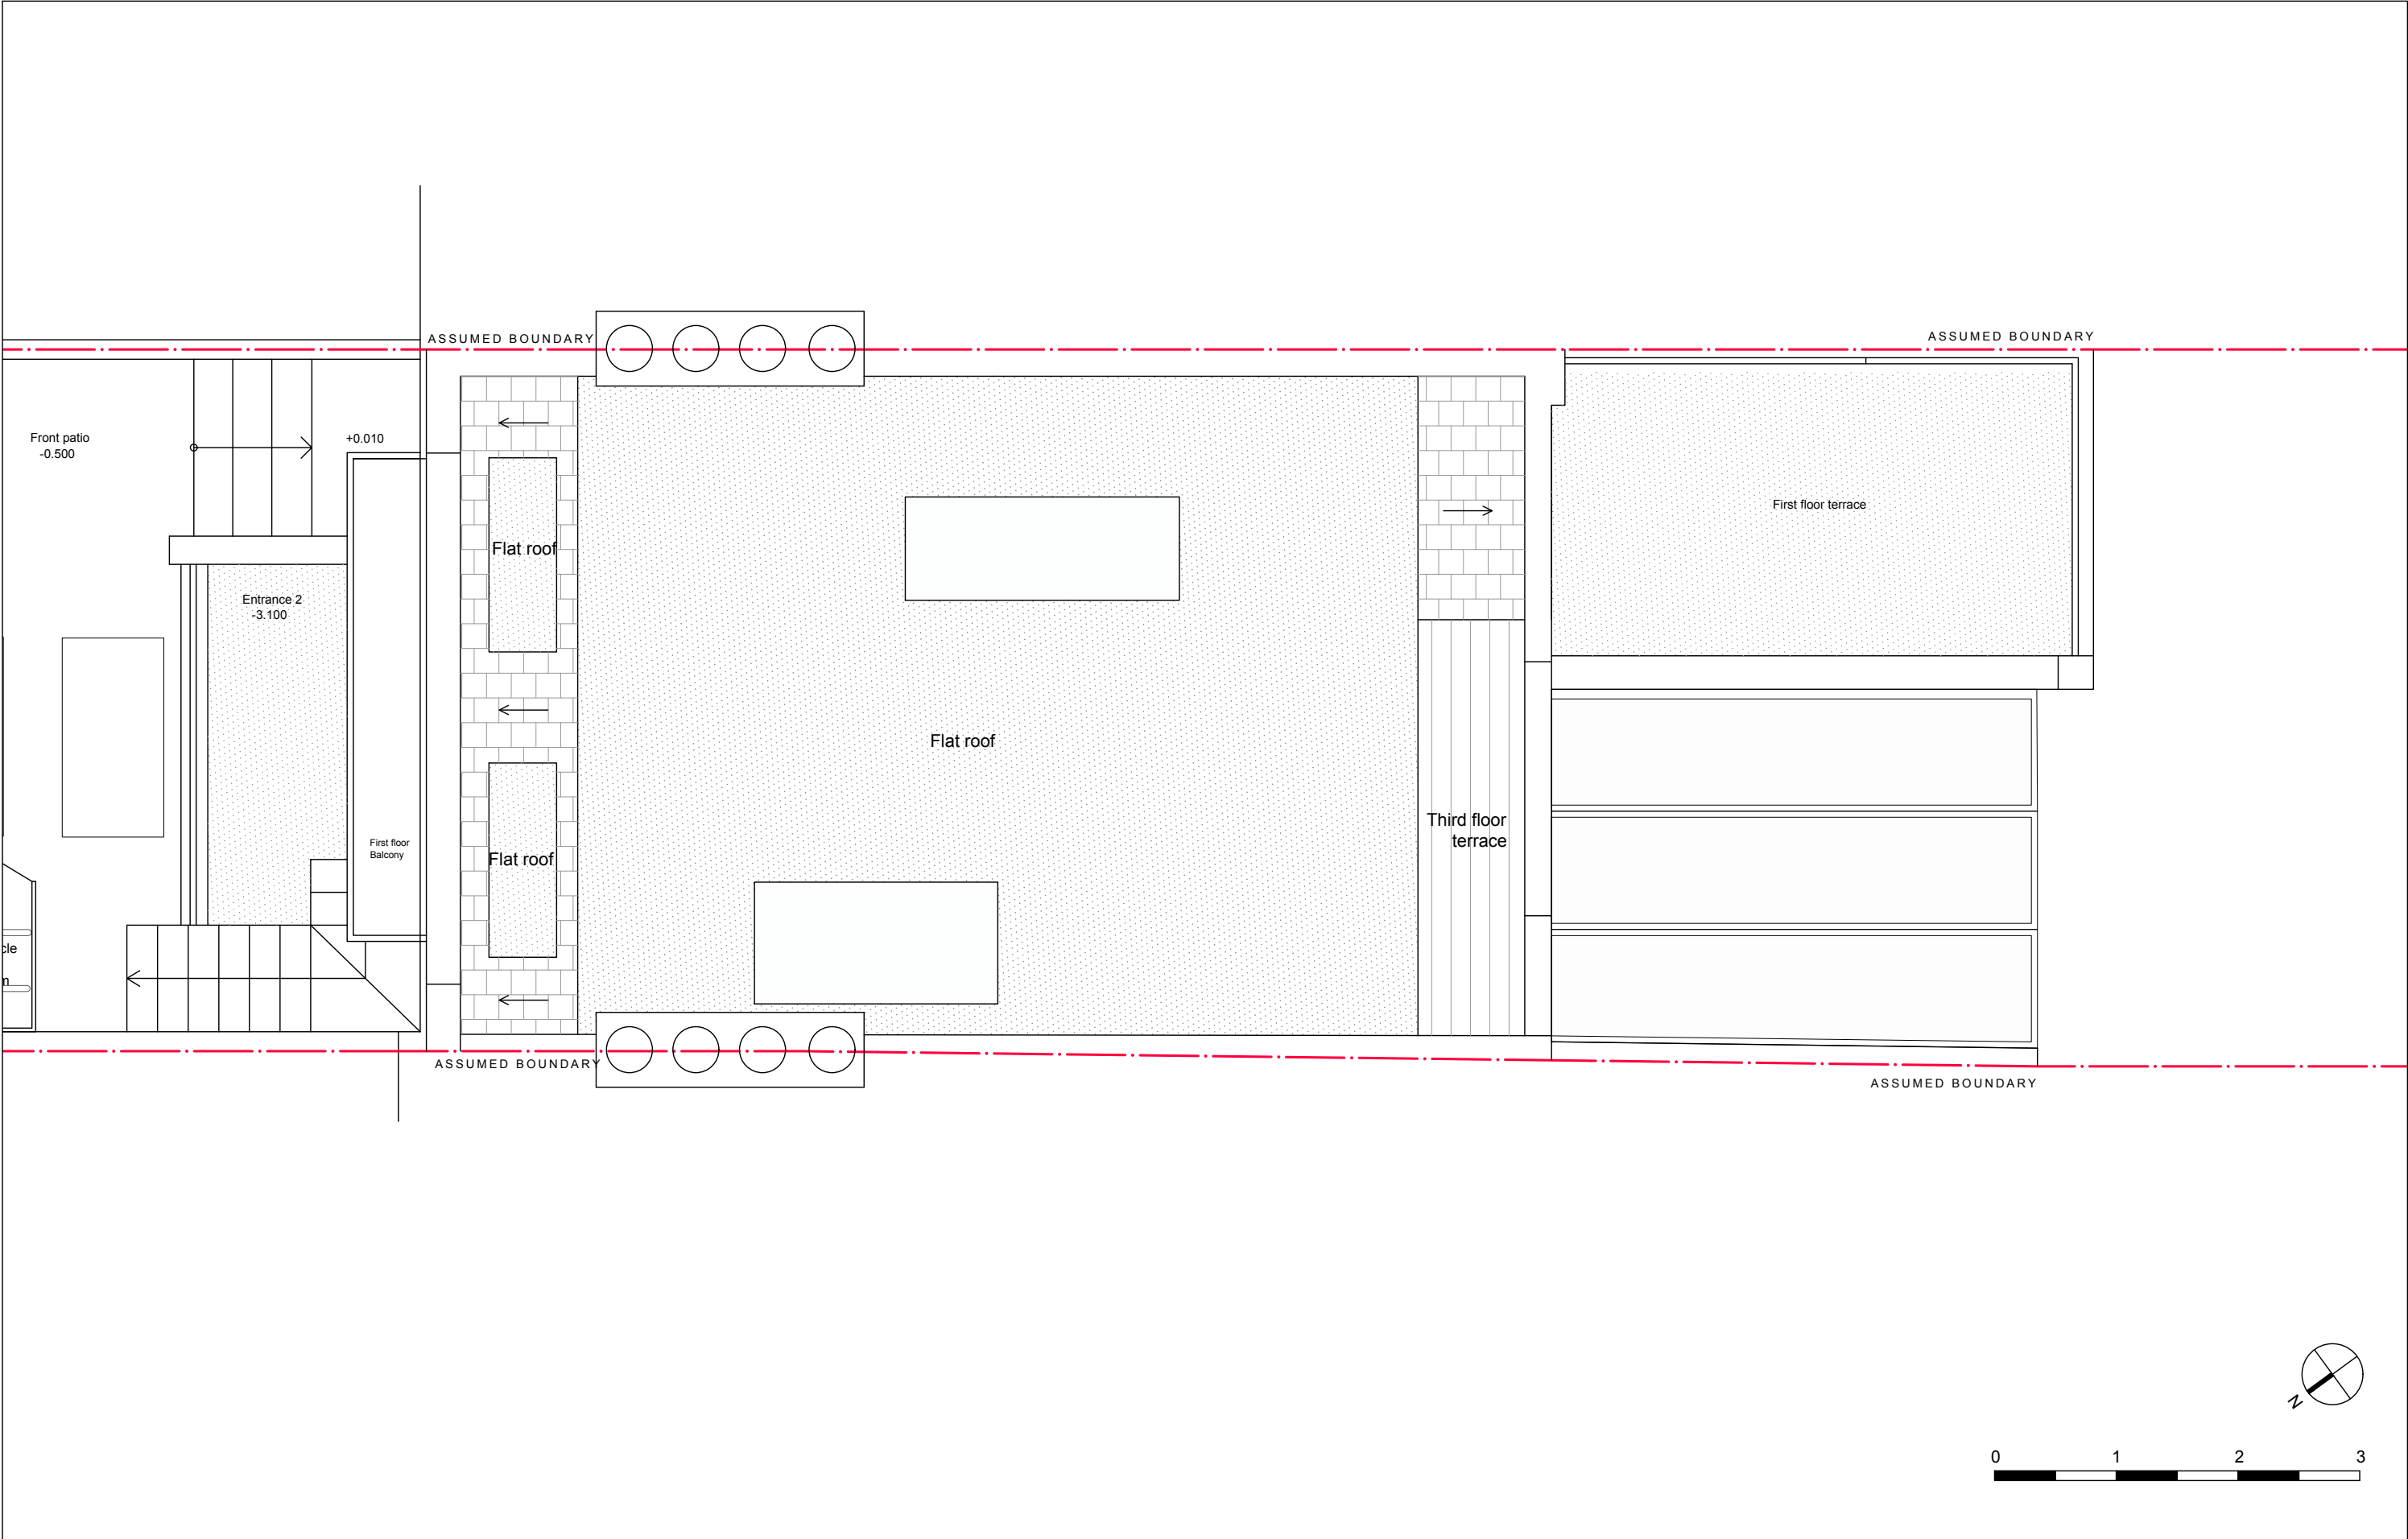 ASSUMED BOUNDARY
ASSUMED BOUNDARY
Front patio
-0.500
+0.010
First floor terrace
Flat roof
Entrance 2
-3.100
Flat roof
Third floor
terrace
First floor
Balcony
Flat roof
cle
m
ASSUMED BOUNDARY
ASSUMED BOUNDARY
N
0 1 2 3